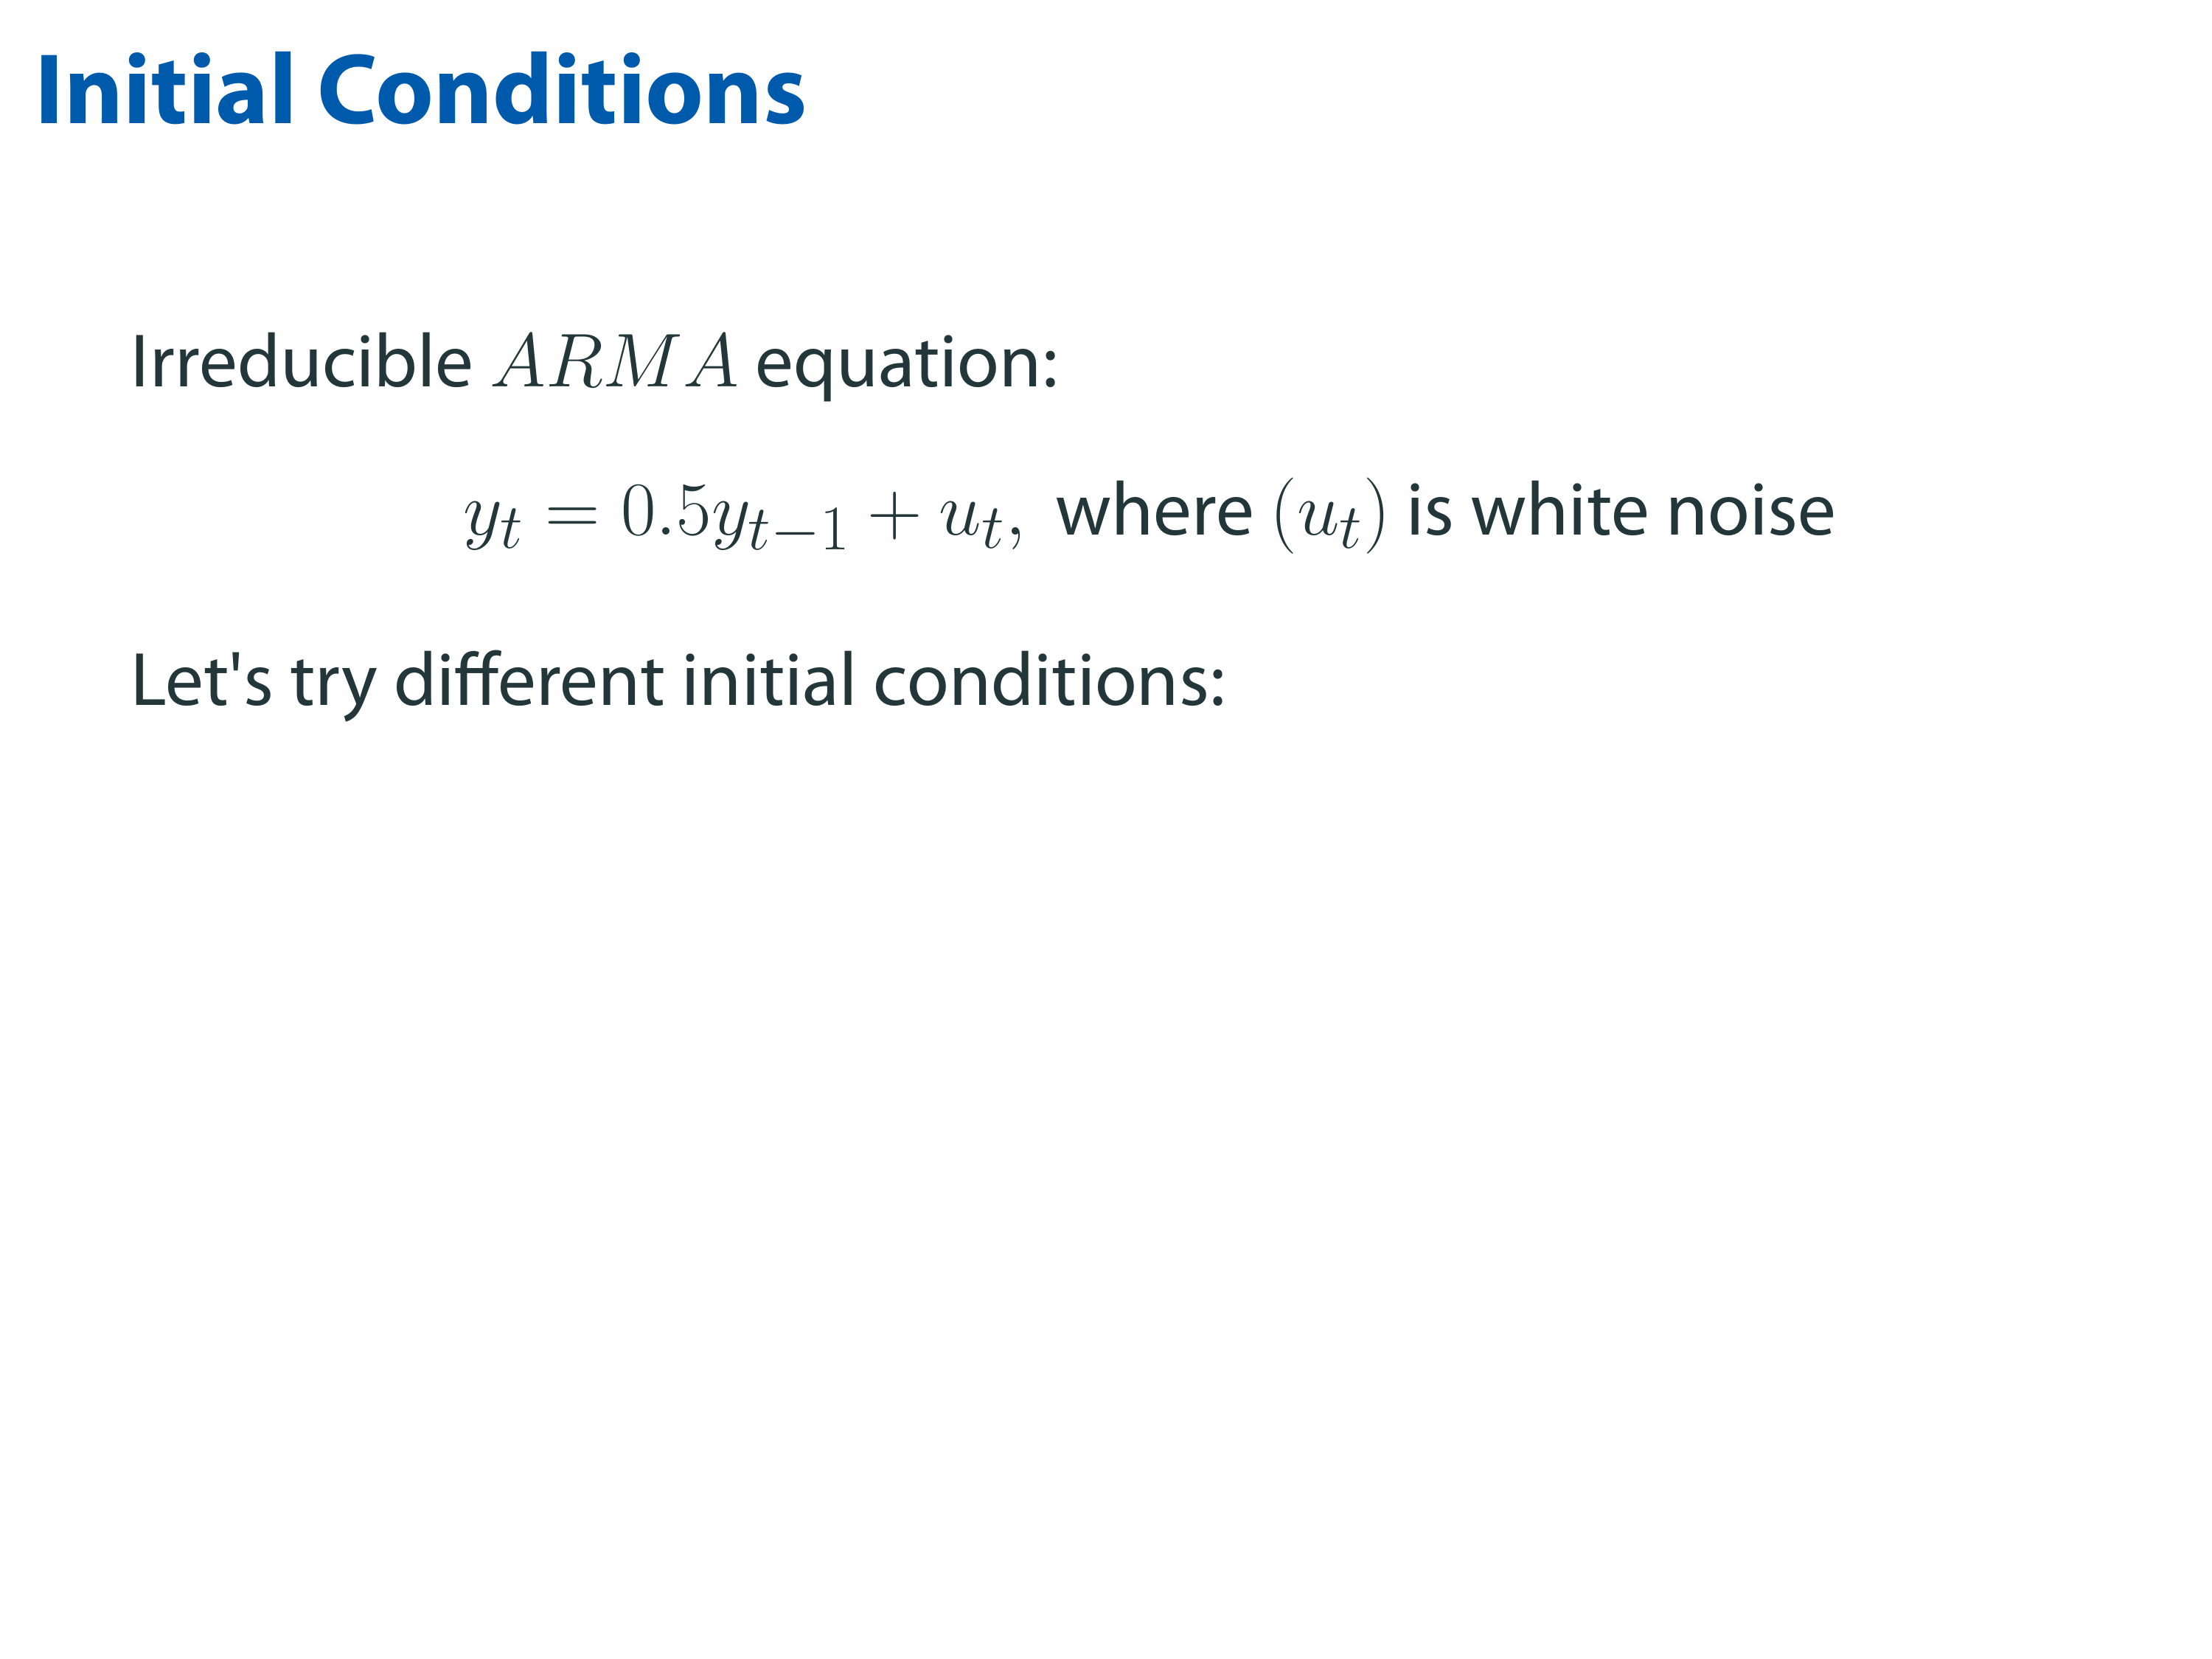 Initial Conditions
Irreducible $ARMA$ equation:
$y_t = 0.5y_{t-1} + u_t,$ where $(u_t)$ is white noise
Let's try different initial conditions: